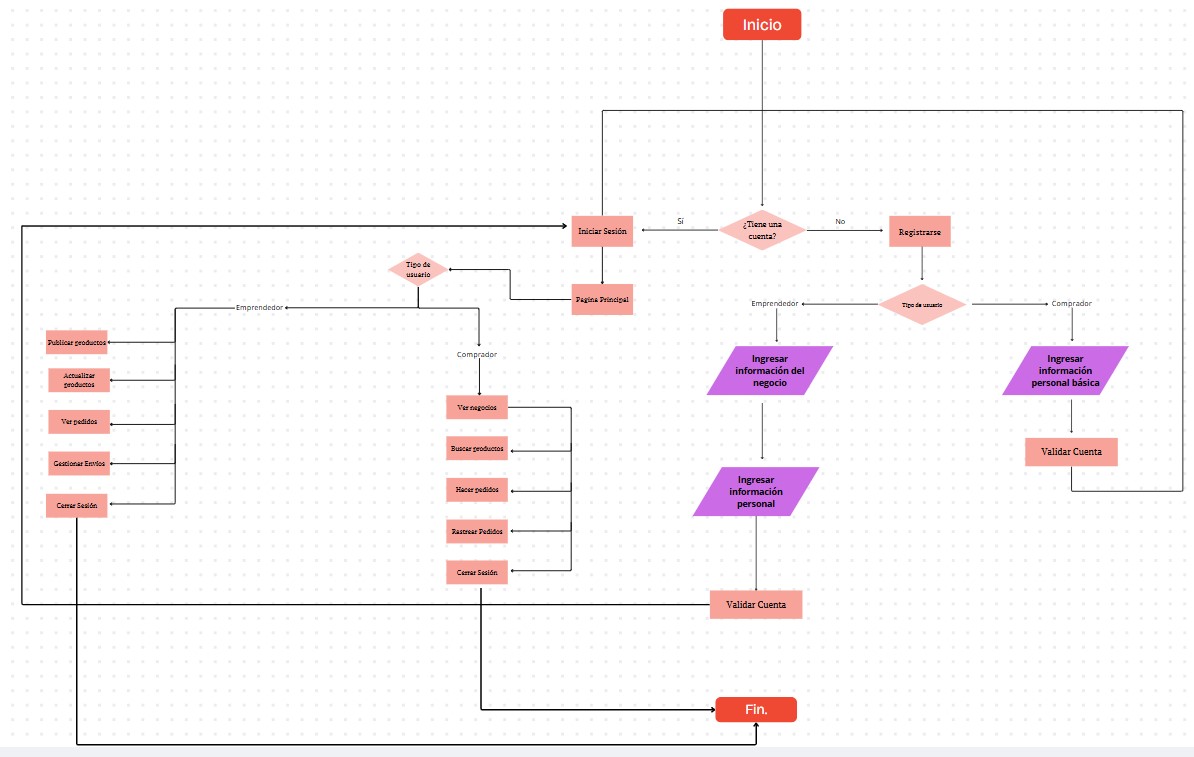 Inicio
Si
¿Tiene una
cuenta?
No
Iniciar Sesión
Registrarse
Tipo de
usuario
Pagina Principal
Emprendedor
Tipo de usuario
Comprador
Emprendedor
Publicar productos
Comprador
Ingresar
información del
negocio
Ingresar
información
personal básica
Actualizar
productos
Ver negocios
Ver pedidos
Buscar productos
Validar Cuenta
Gestionar Envíos
Hacer pedidos
Ingresar
información
personal
Cerrar Sesión
Rastrear Pedidos
Cerrar Sesión
Validar Cuenta
Fin.